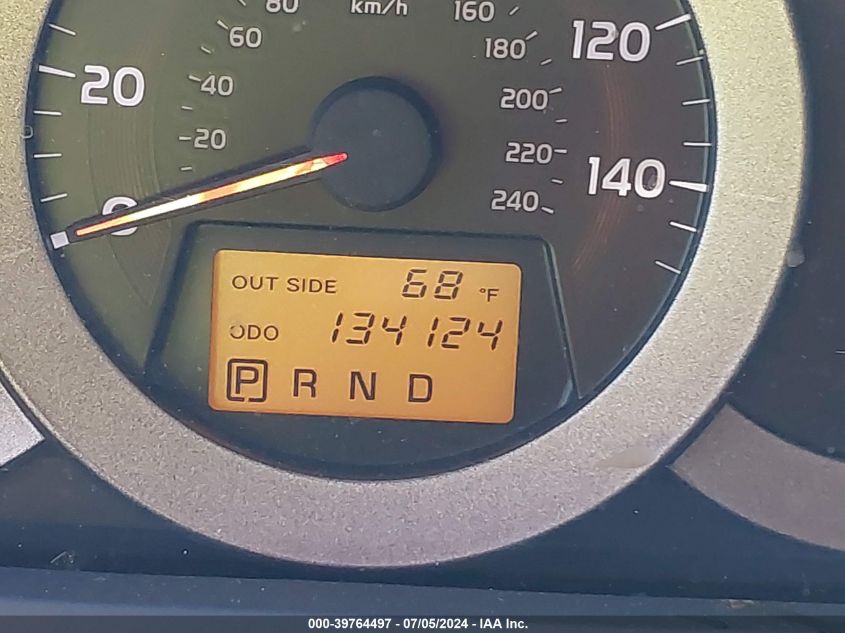 80 km/h 160
60 180 120
20 40 200
20 220 140
0 240
OUT SIDE 68 °F
ODO 134124
P R N D
000-39764497 - 07/05/2024 - IAA Inc.